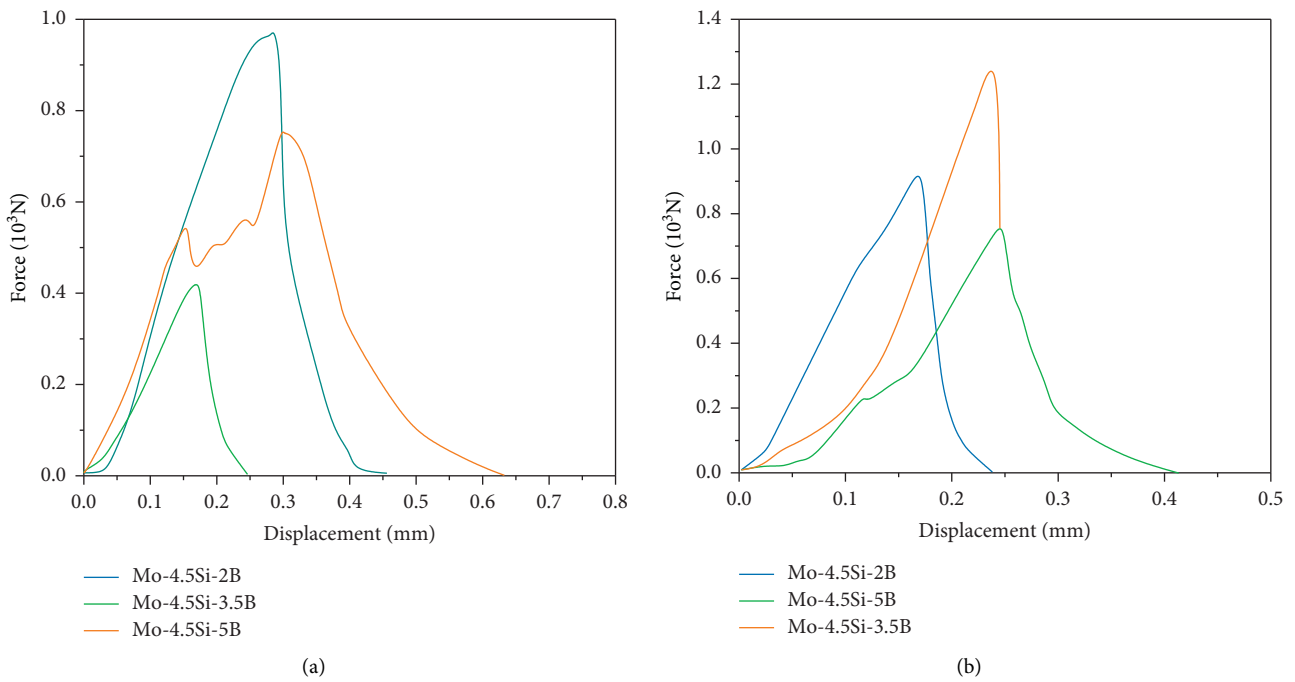 1.0
0.8
0.6
0.4
0.2
0.0
Force (10³N)
0.0 0.1 0.2 0.3 0.4 0.5 0.6 0.7 0.8
Displacement (mm)
Mo-4.5Si-2B
Mo-4.5Si-3.5B
Mo-4.5Si-5B
(a)
1.4
1.2
1.0
0.8
0.6
0.4
0.2
0.0
Force (10³N)
0.0 0.1 0.2 0.3 0.4 0.5
Displacement (mm)
Mo-4.5Si-2B
Mo-4.5Si-5B
Mo-4.5Si-3.5B
(b)